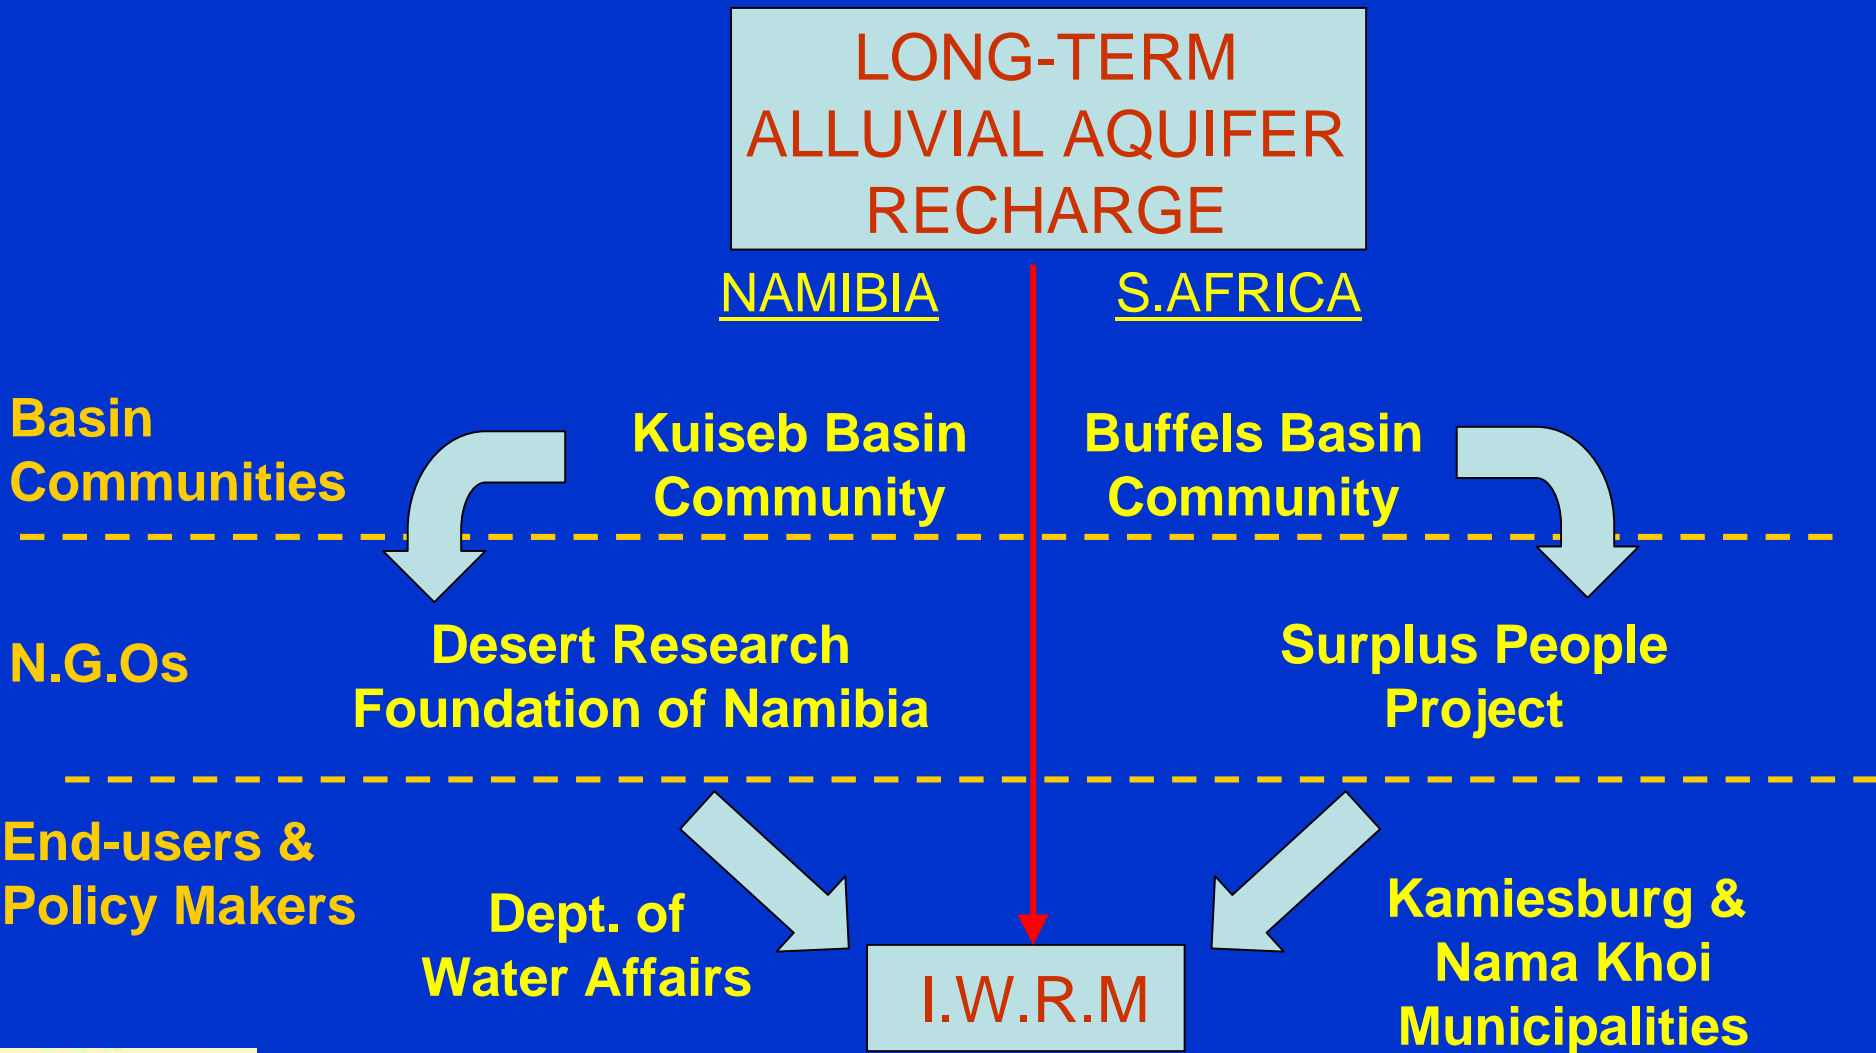 LONG-TERM
ALLUVIAL AQUIFER
RECHARGE
NAMIBIA
S.AFRICA
Basin
Communities
Kuiseb Basin
Community
Buffels Basin
Community
N.G.Os
Desert Research
Foundation of Namibia
Surplus People
Project
End-users &
Policy Makers
Dept. of
Water Affairs
I.W.R.M
Kamiesburg &
Nama Khoi
Municipalities